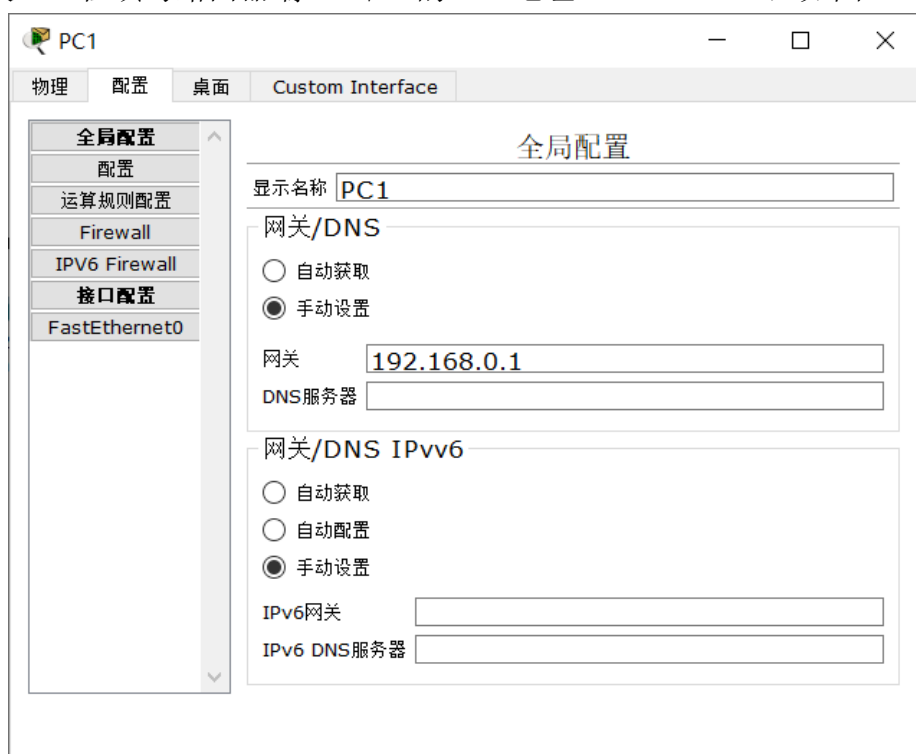 PC1
物理 配置 桌面 Custom Interface
全局配置
配置
运算规则配置
Firewall
IPV6 Firewall
接口配置
FastEthernet0
全局配置
显示名称 PC1
网关/DNS
自动获取
手动设置
网关 192.168.0.1
DNS服务器
网关/DNS IPvv6
自动获取
自动配置
手动设置
IPv6网关
IPv6 DNS服务器